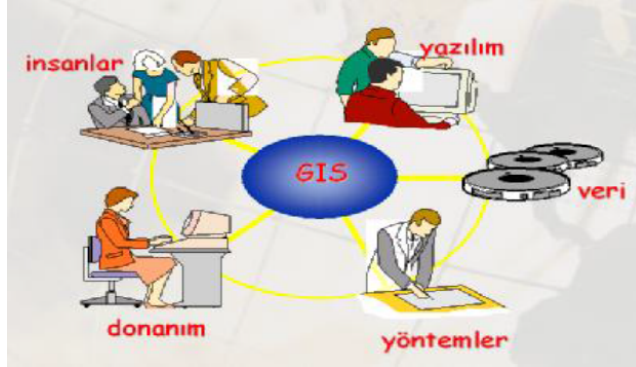 insanlar
yazılım
GIS
veri
donanım
yöntemler